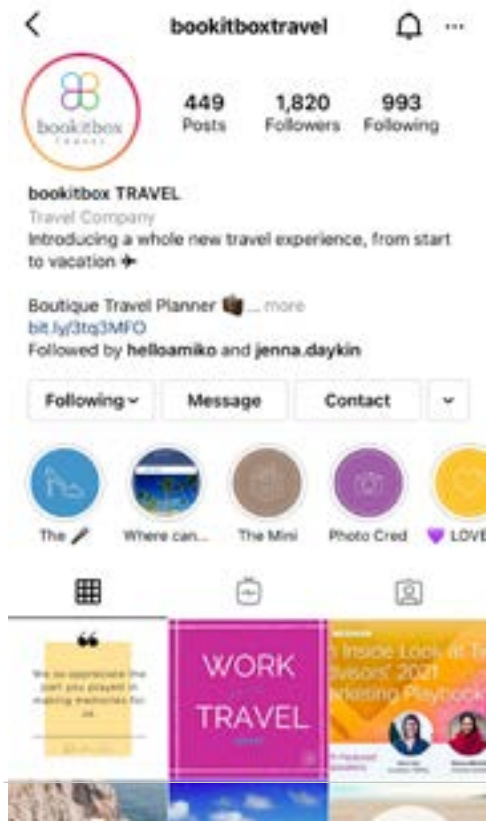 bookitboxtravel
bookitbox
TRAVEL
449 1,820 993
Posts Followers Following
bookitbox TRAVEL
Travel Company
Introducing a whole new travel experience, from start
to vacation
Boutique Travel Planner ... more
bit.ly/3tq3MFO
Followed by helloamiko and jenna.daykin
Following Message Contact
The Where can... The Mini Photo Cred LOVE
We so appreciate the
part you played in
making memories for
us.
WORK
TRAVEL
Inside Look at
2021
Marketing Playbook